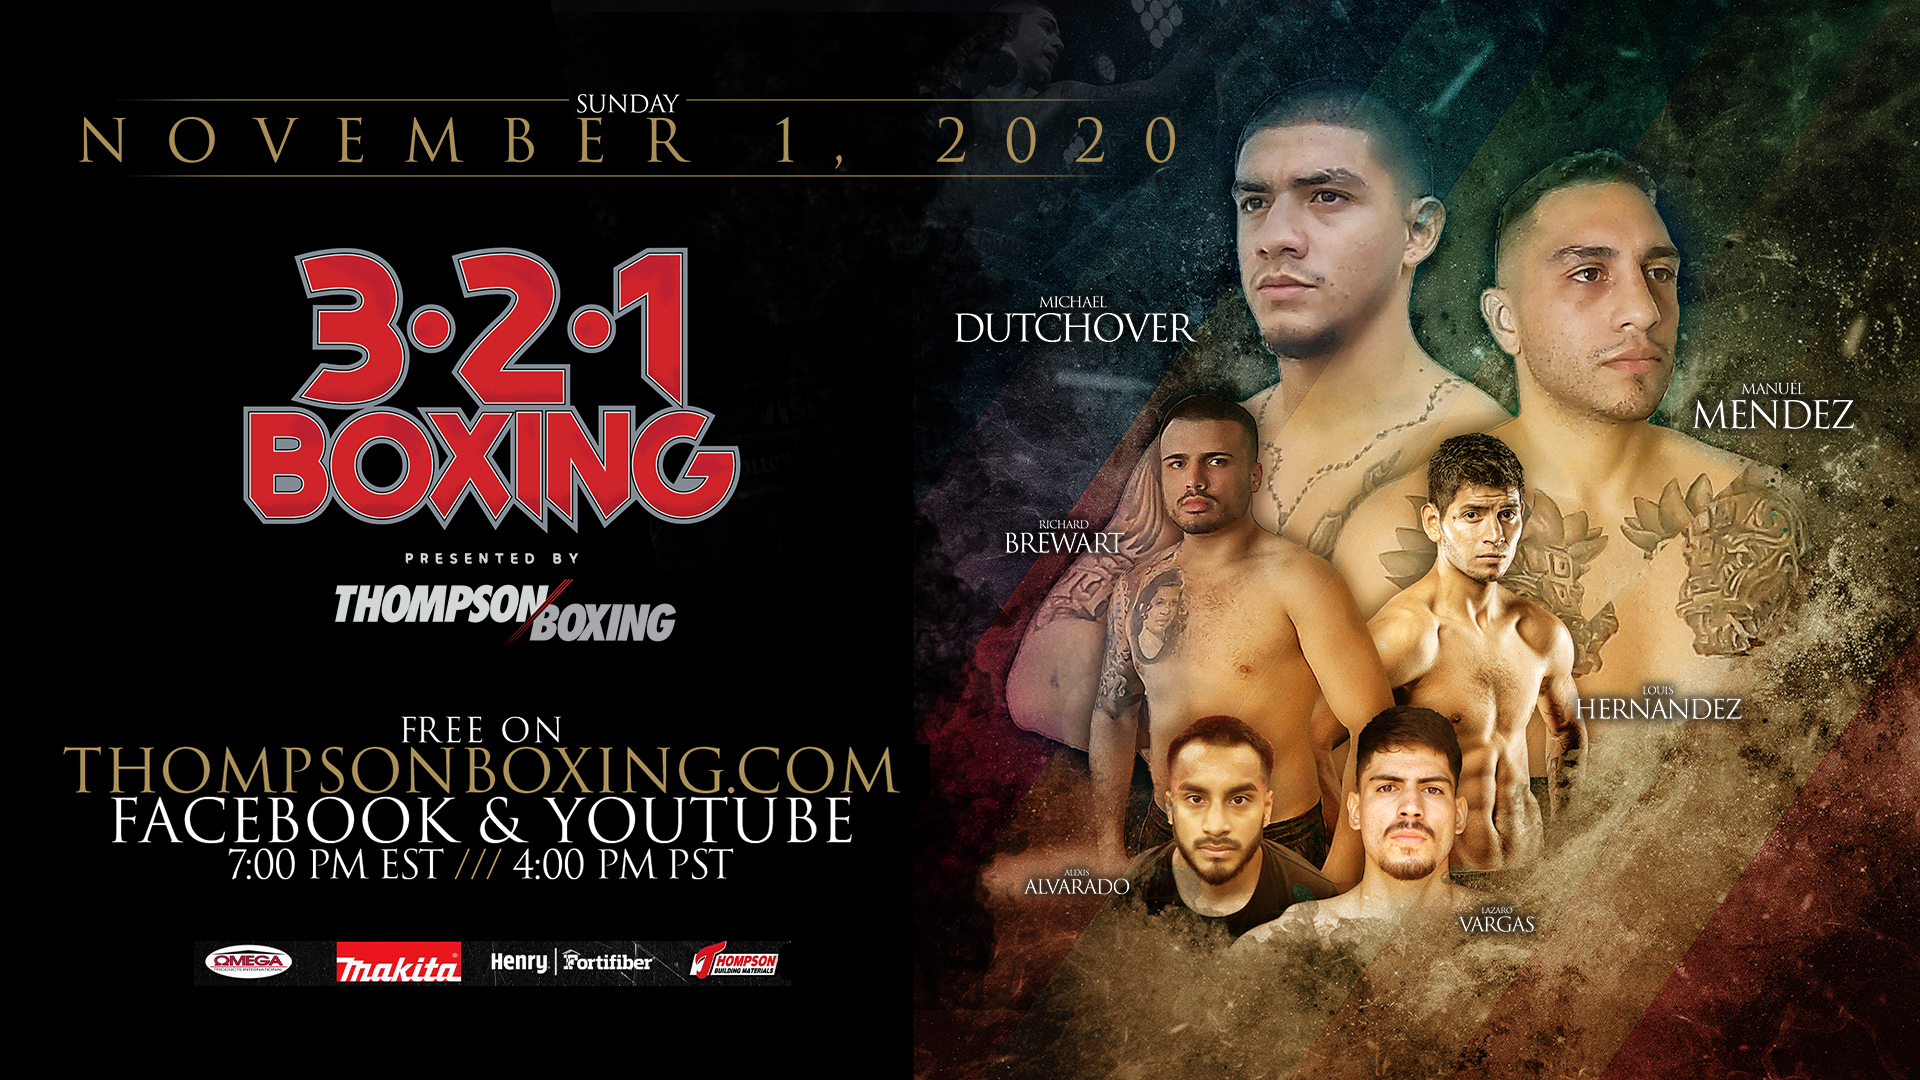 SUNDAY
NOVEMBER 1, 2020
3·2·1
BOXING
PRESENTED BY
THOMPSON
BOXING
FREE ON
THOMPSONBOXING.COM
FACEBOOK & YOUTUBE
7:00 PM EST /// 4:00 PM PST
OMEGA
PRODUCTS INTERNATIONAL
makita
Henry | Fortifiber
THOMPSON
BUILDING MATERIALS
MICHAEL
DUTCHOVER
MANUEL
MENDEZ
RICHARD
BREWART
LOUIS
HERNANDEZ
ALEXIS
ALVARADO
LAZARO
VARGAS